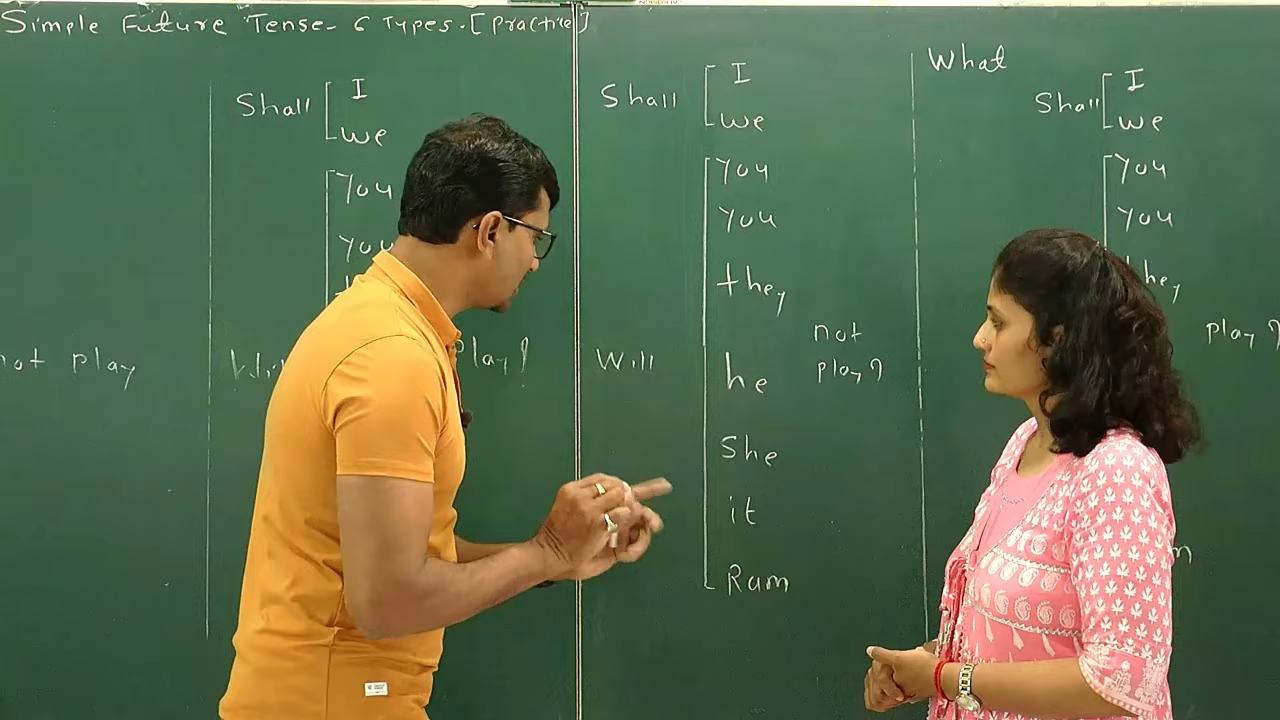 Simple Future Tense- 6 Types.[Practice]
not play
Shall
I
We
You
You
play?
Shall
I
We
You
You
they
Will
he
not
play?
She
it
Ram
What
Shall
I
We
You
You
they
play?